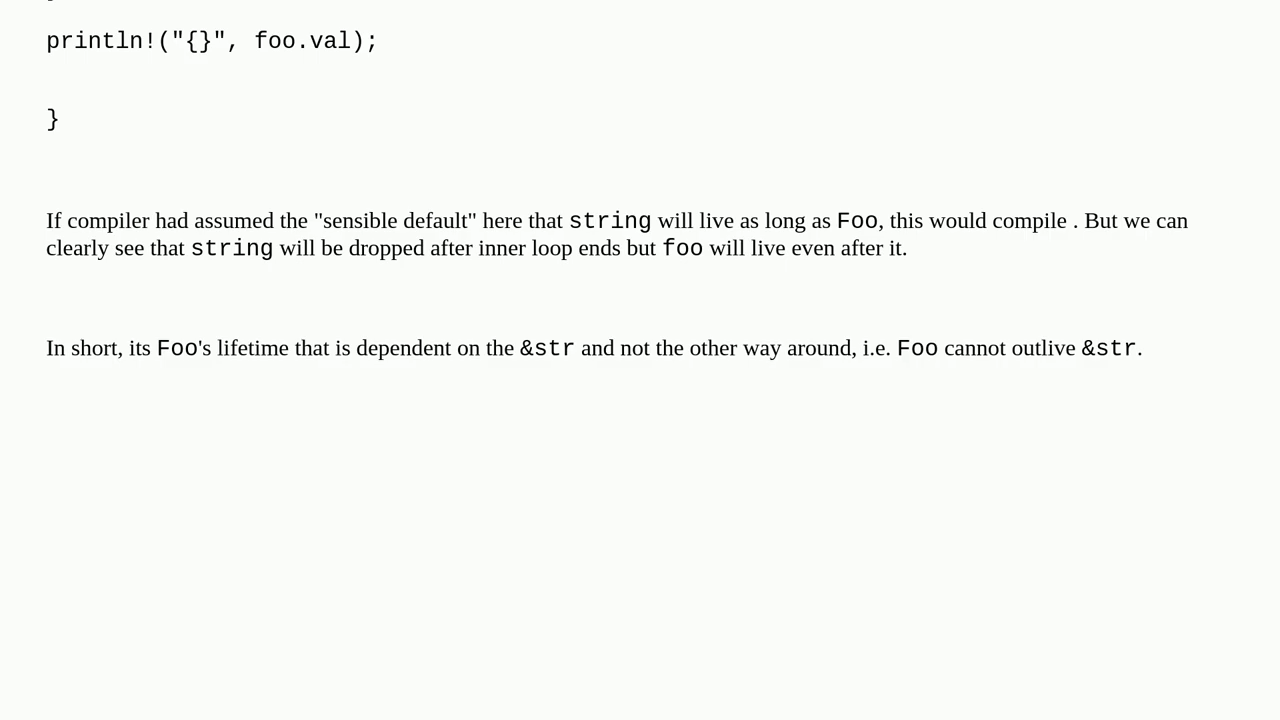 println!("{}", foo.val);
}
If compiler had assumed the "sensible default" here that string will live as long as Foo, this would compile . But we can
clearly see that string will be dropped after inner loop ends but foo will live even after it.
In short, its Foo's lifetime that is dependent on the &str and not the other way around, i.e. Foo cannot outlive &str.